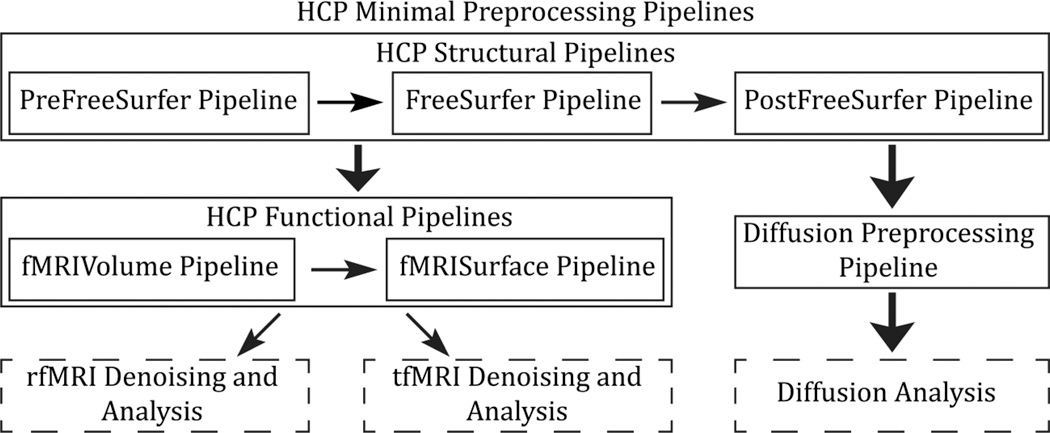 HCP Minimal Preprocessing Pipelines
HCP Structural Pipelines
PreFreeSurfer Pipeline
FreeSurfer Pipeline
PostFreeSurfer Pipeline
HCP Functional Pipelines
fMRIVolume Pipeline
fMRISurface Pipeline
Diffusion Preprocessing
Pipeline
rfMRI Denoising and
Analysis
tfMRI Denoising and
Analysis
Diffusion Analysis